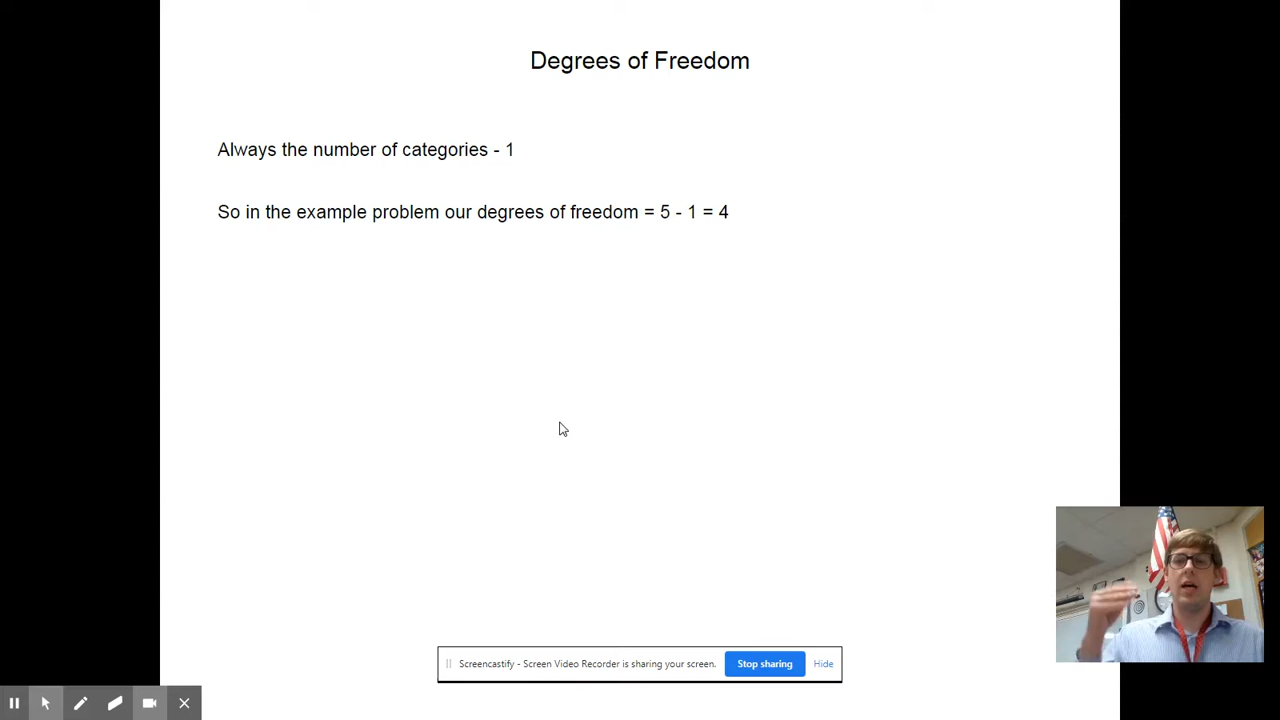 Degrees of Freedom
Always the number of categories - 1
So in the example problem our degrees of freedom = 5 - 1 = 4
Screencastify - Screen Video Recorder is sharing your screen. Stop sharing Hide